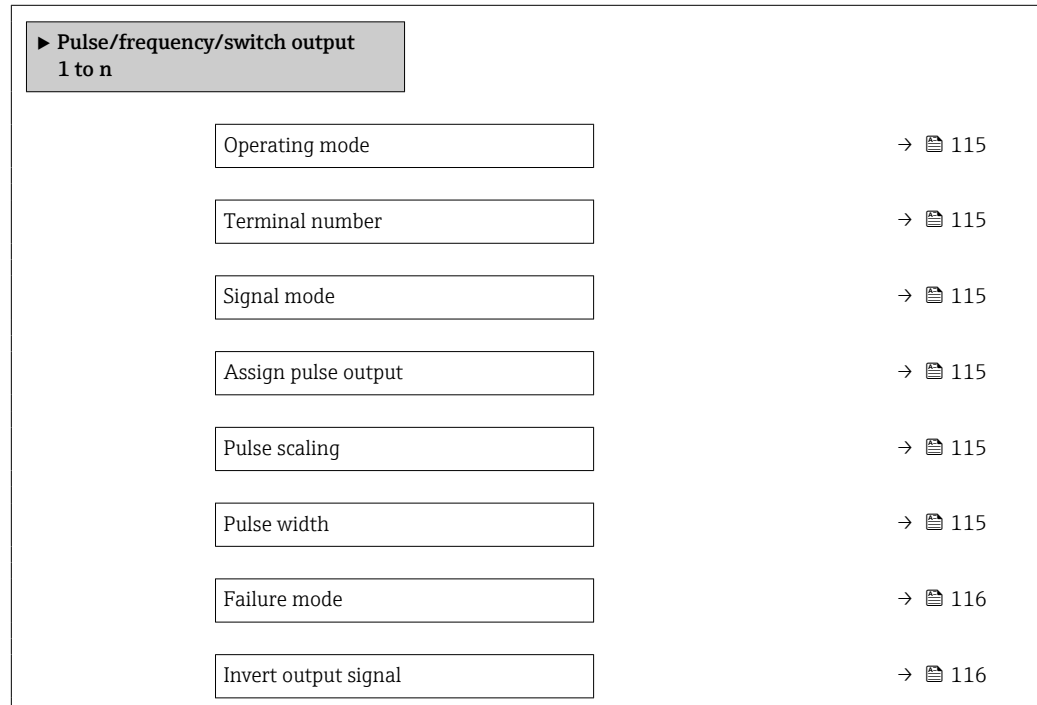 ▸ Pulse/frequency/switch output
1 to n
Operating mode → 115
Terminal number → 115
Signal mode → 115
Assign pulse output → 115
Pulse scaling → 115
Pulse width → 115
Failure mode → 116
Invert output signal → 116